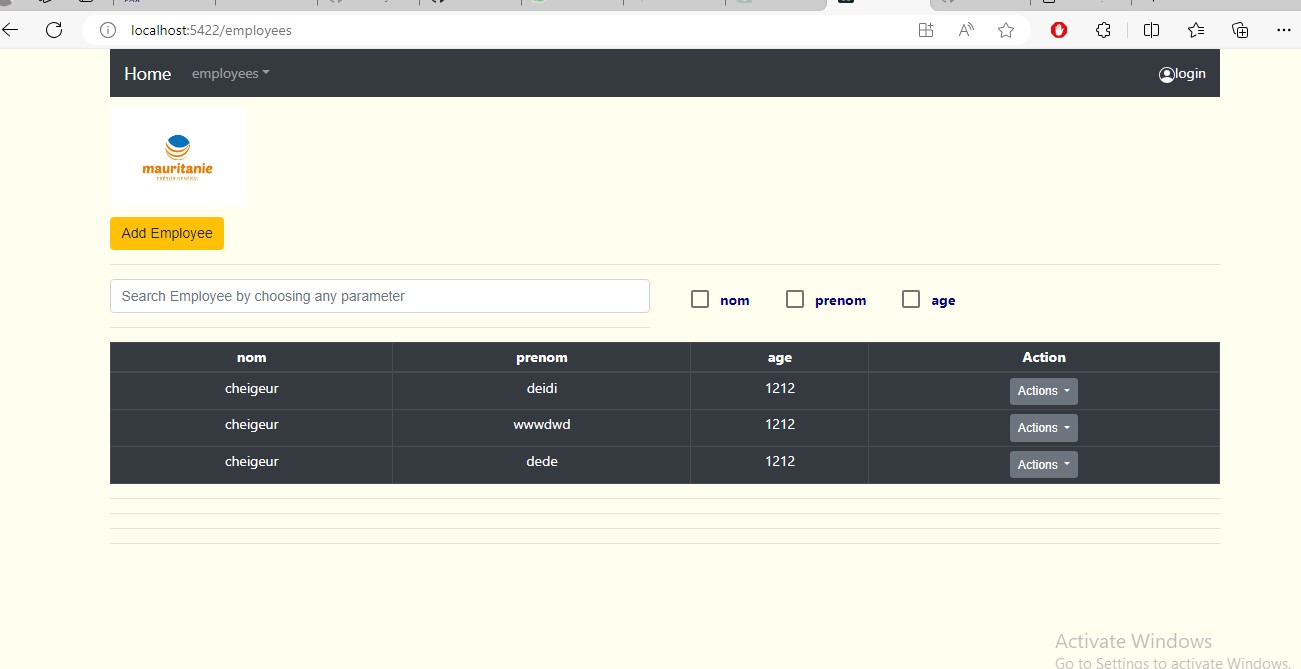 localhost:5422/employees
Home employees login
mauritanie
TRÉSOR GÉNÉRAL
Add Employee
Search Employee by choosing any parameter nom prenom age
nom prenom age Action
cheigeur deidi 1212 Actions
cheigeur wwwdwd 1212 Actions
cheigeur dede 1212 Actions
Activate Windows
Go to Settings to activate Windows.